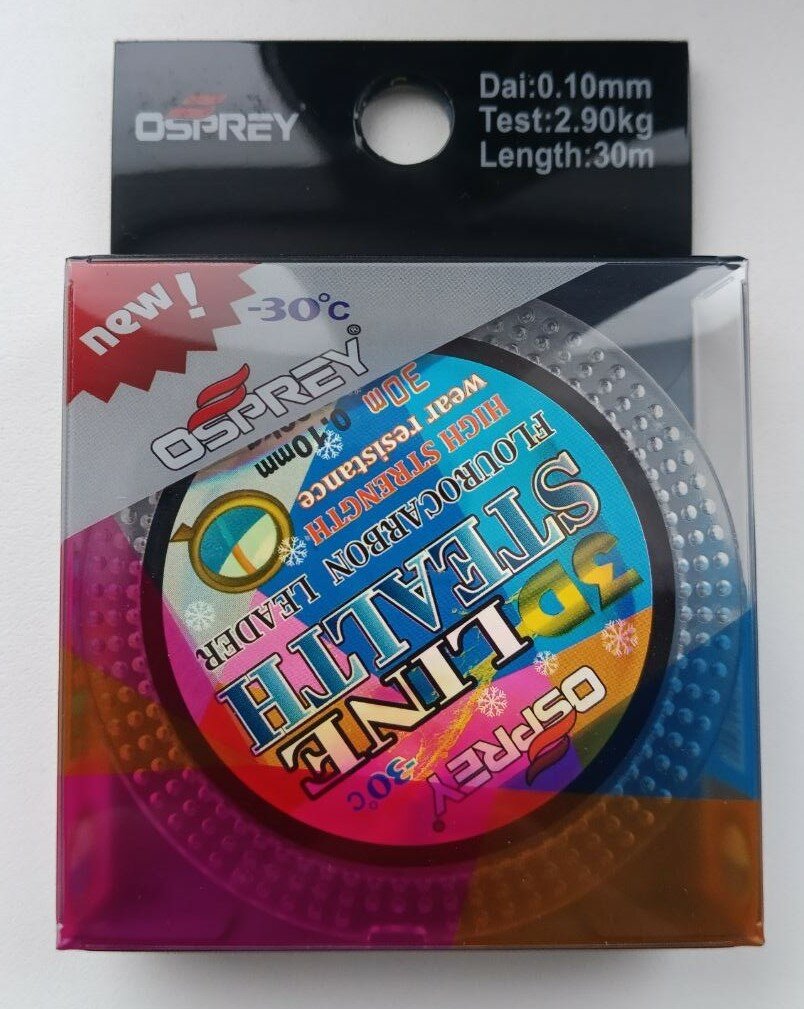 OSPREY
Dai:0.10mm
Test:2.90kg
Length:30m
new!
-30°C
OSPREY®
OSPREY
-30°C
3D LINE
STEALTH
FLOUROCARBON LEADER
HIGH STRENGTH
wear resistance
30m
0.10mm